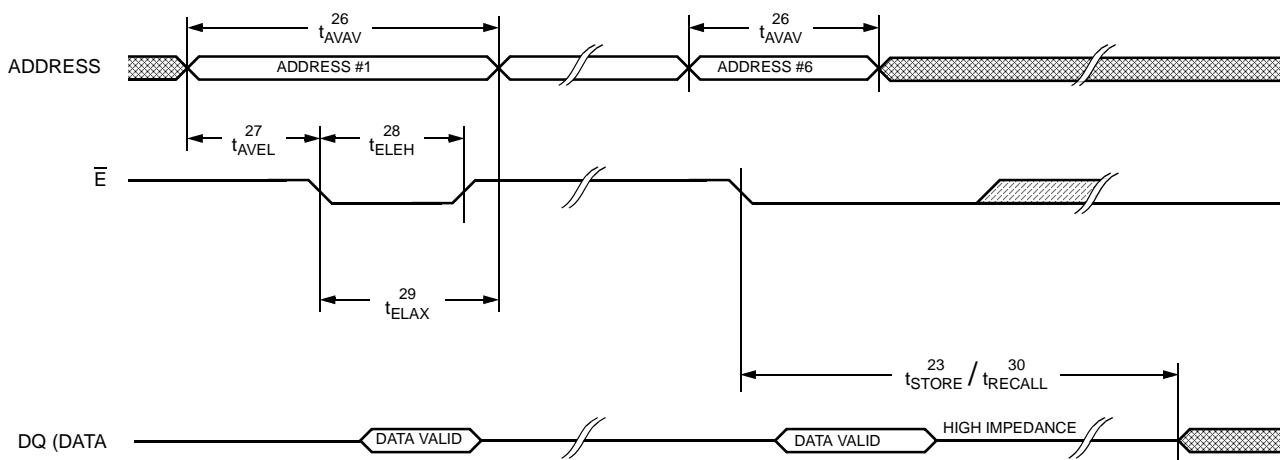 26
tAVAV
26
tAVAV
ADDRESS
ADDRESS #1
ADDRESS #6
27
tAVEL
28
tELEH
E
29
tELAX
23
30
tSTORE / tRECALL
DQ (DATA
DATA VALID
DATA VALID
HIGH IMPEDANCE